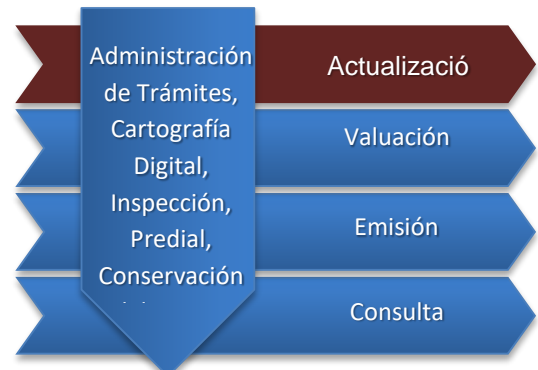 Administración
de Trámites,
Cartografía
Digital,
Inspección,
Predial,
Conservación
Actualizació
Valuación
Emisión
Consulta